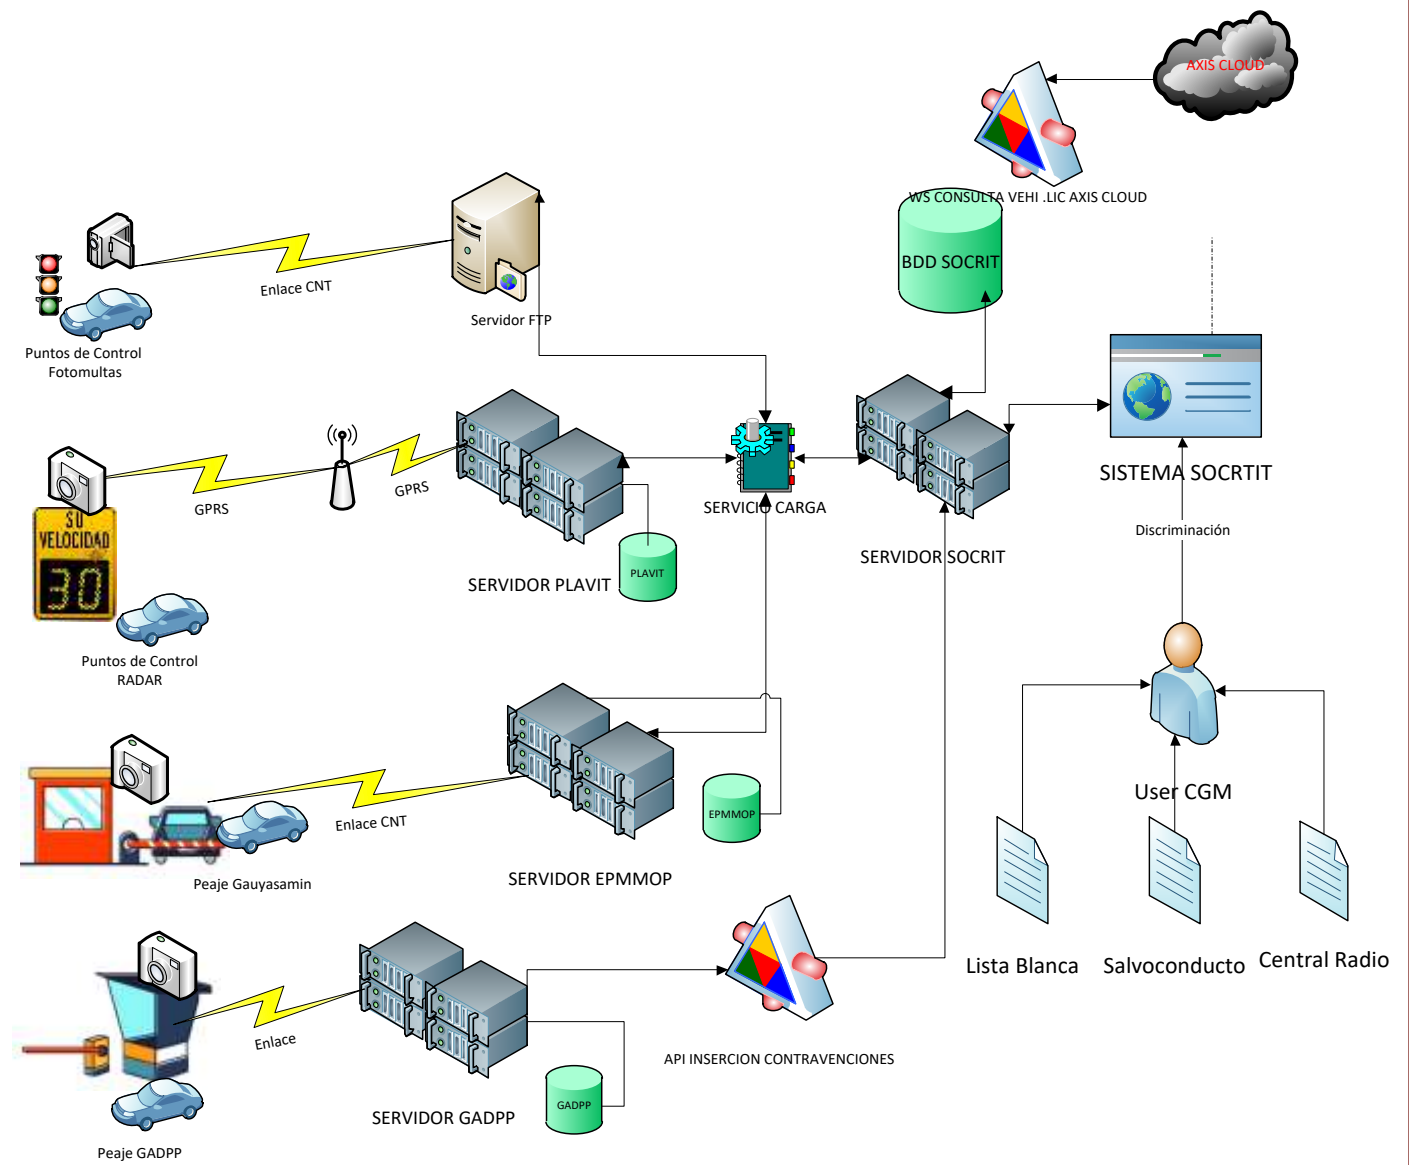 AXIS CLOUD
WS CONSULTA VEHI .LIC AXIS CLOUD
BDD SOCRIT
Enlace CNT
Servidor FTP
Puntos de Control
Fotomultas
SU
VELOCIDAD
30
GPRS
GPRS
SERVICIO CARGA
SISTEMA SOCRTIT
Discriminación
SERVIDOR SOCRIT
PLAVIT
SERVIDOR PLAVIT
Puntos de Control
RADAR
Enlace CNT
EPMMOP
User CGM
Peaje Gauyasamin
SERVIDOR EPMMOP
Lista Blanca
Salvoconducto
Central Radio
Enlace
API INSERCION CONTRAVENCIONES
GADPP
SERVIDOR GADPP
Peaje GADPP